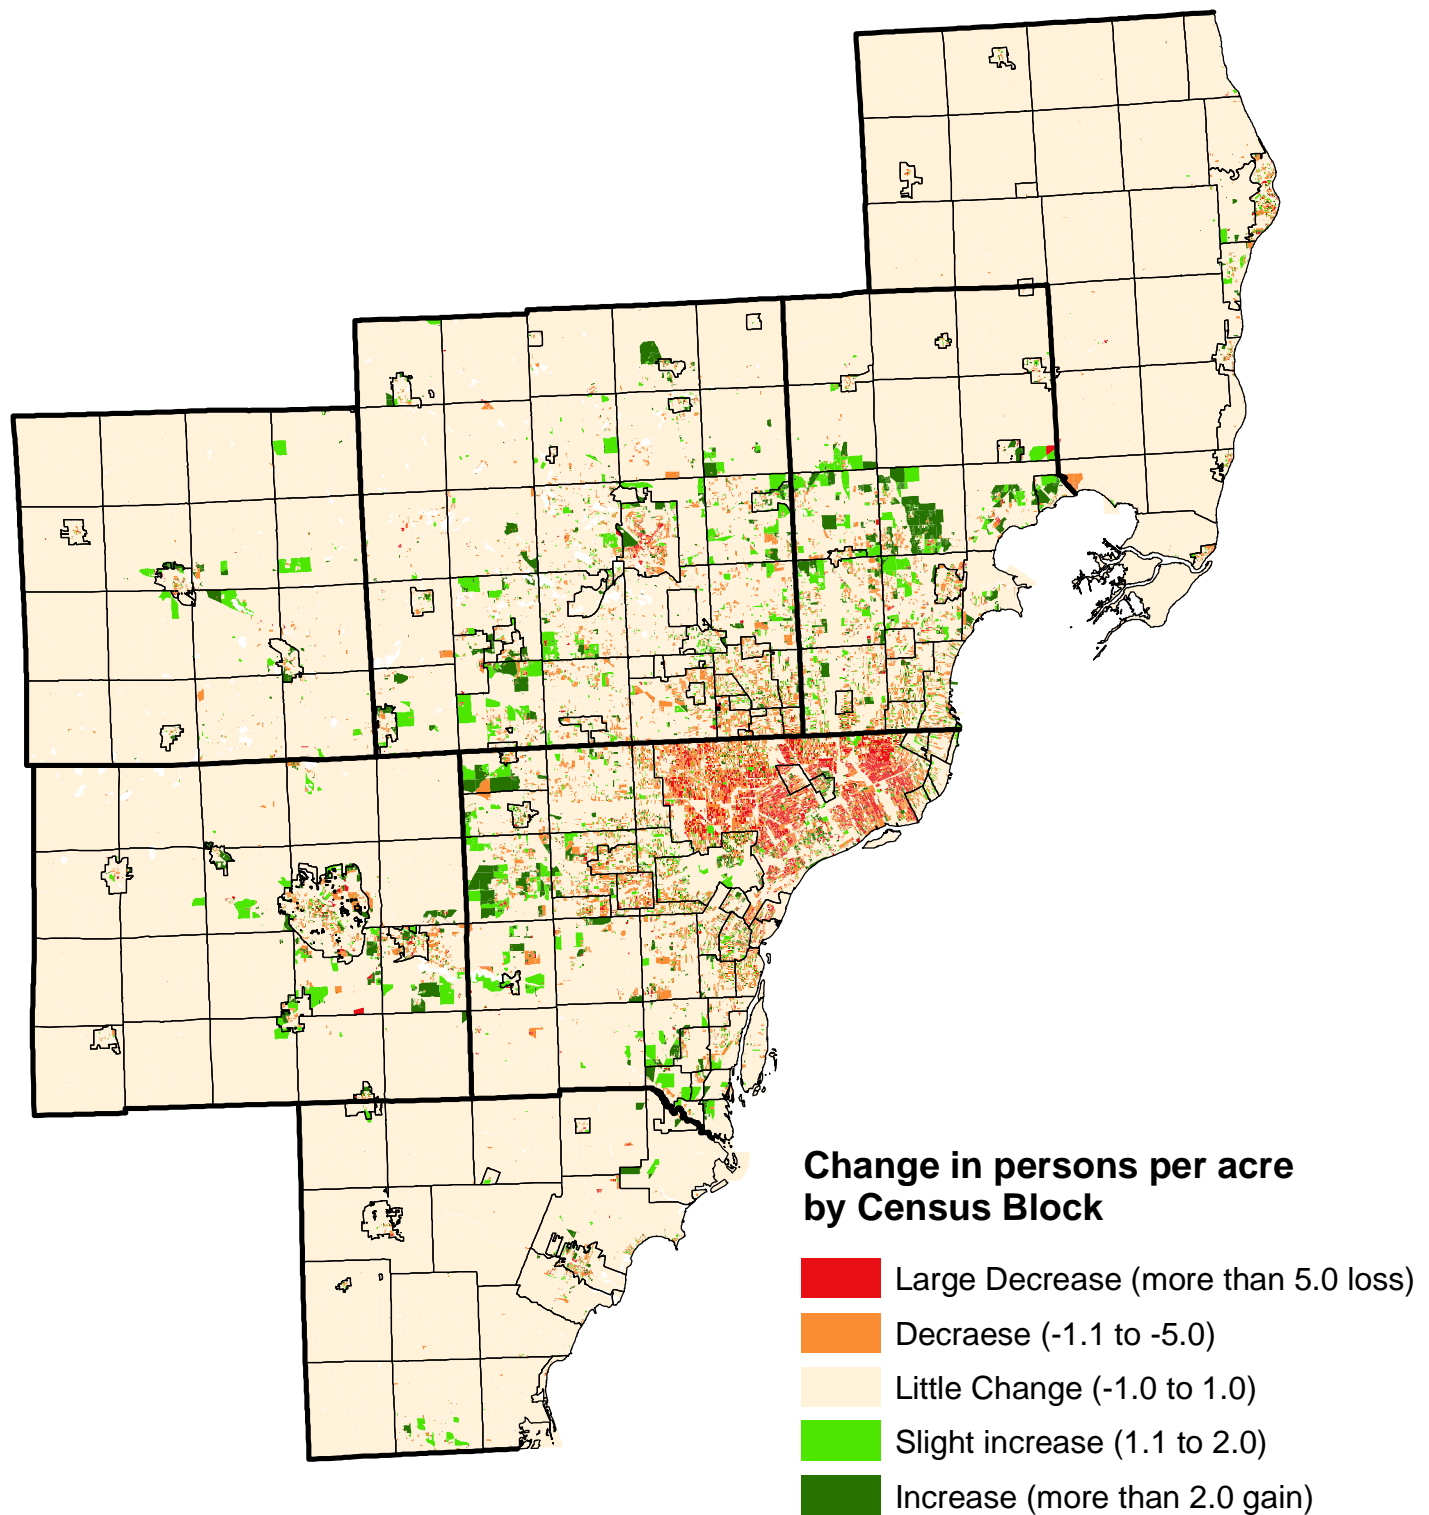 Change in persons per acre
by Census Block
Large Decrease (more than 5.0 loss)
Decraese (-1.1 to -5.0)
Little Change (-1.0 to 1.0)
Slight increase (1.1 to 2.0)
Increase (more than 2.0 gain)